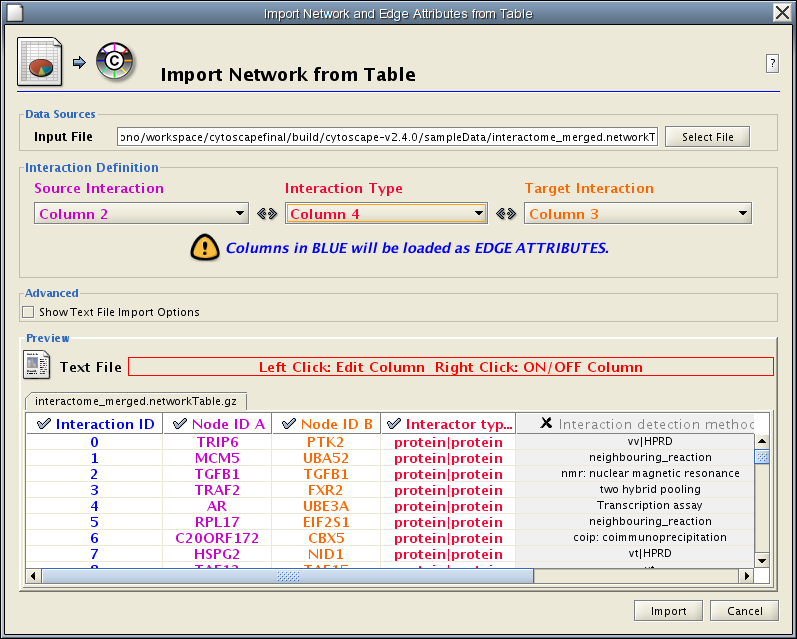 Import Network and Edge Attributes from Table
Import Network from Table
?
Data Sources
Input File
ono/workspace/cytoscapefinal/build/cytoscape-v2.4.0/sampleData/interactome_merged.networkT
Select File
Interaction Definition
Source Interaction Interaction Type Target Interaction
Column 2 Column 4 Column 3
Columns in BLUE will be loaded as EDGE ATTRIBUTES.
Advanced
Show Text File Import Options
Preview
Text File Left Click: Edit Column Right Click: ON/OFF Column
interactome_merged.networkTable.gz
Interaction ID Node ID A Node ID B Interactor typ... Interaction detection method
0 TRIP6 PTK2 protein|protein vv|HPRD
1 MCM5 UBA52 protein|protein neighbouring_reaction
2 TGFB1 TGFB1 protein|protein nmr: nuclear magnetic resonance
3 TRAF2 FXR2 protein|protein two hybrid pooling
4 AR UBE3A protein|protein Transcription assay
5 RPL17 EIF2S1 protein|protein neighbouring_reaction
6 C20ORF172 CBX5 protein|protein coip: coimmunoprecipitation
7 HSPG2 NID1 protein|protein vt|HPRD
Import Cancel